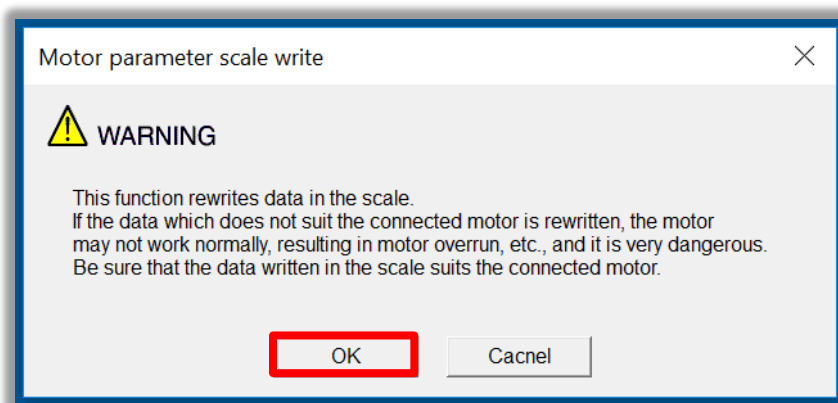 Motor parameter scale write
WARNING
This function rewrites data in the scale.
If the data which does not suit the connected motor is rewritten, the motor
may not work normally, resulting in motor overrun, etc., and it is very dangerous.
Be sure that the data written in the scale suits the connected motor.
OK
Cacnel